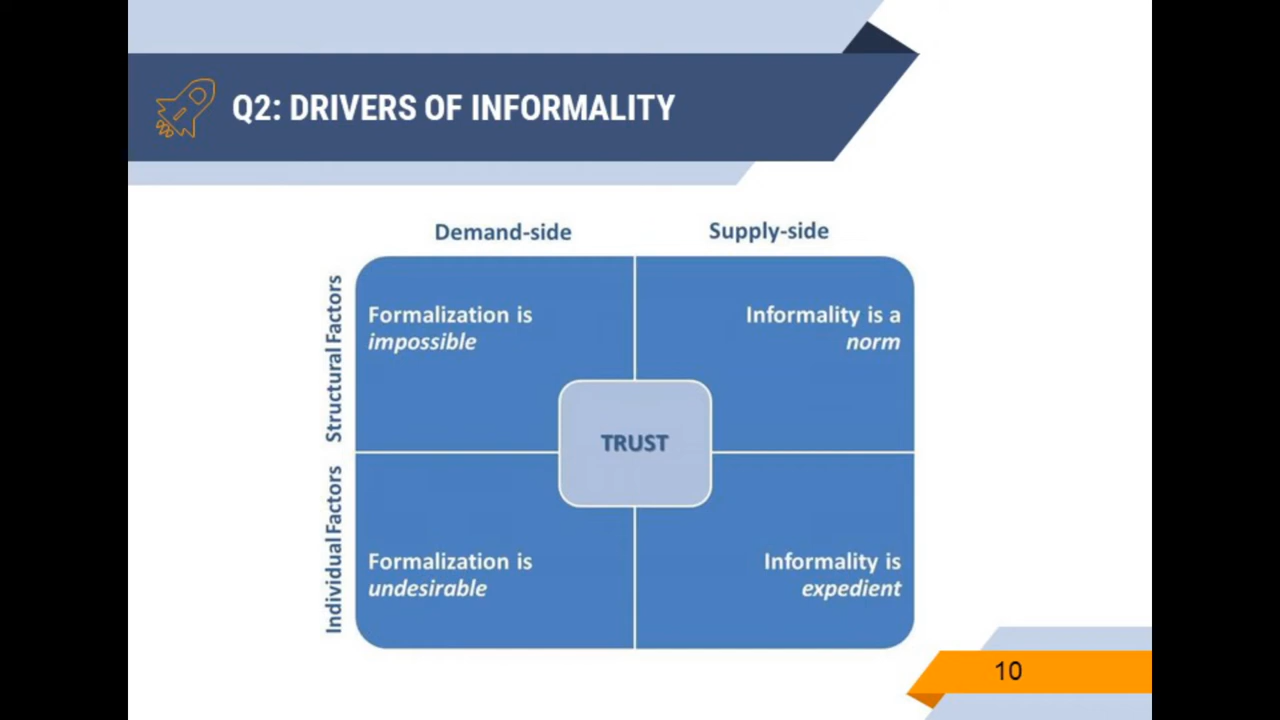 Q2: DRIVERS OF INFORMALITY
Demand-side
Supply-side
Structural Factors
Formalization is
impossible
Informality is a
norm
TRUST
Individual Factors
Formalization is
undesirable
Informality is
expedient
10